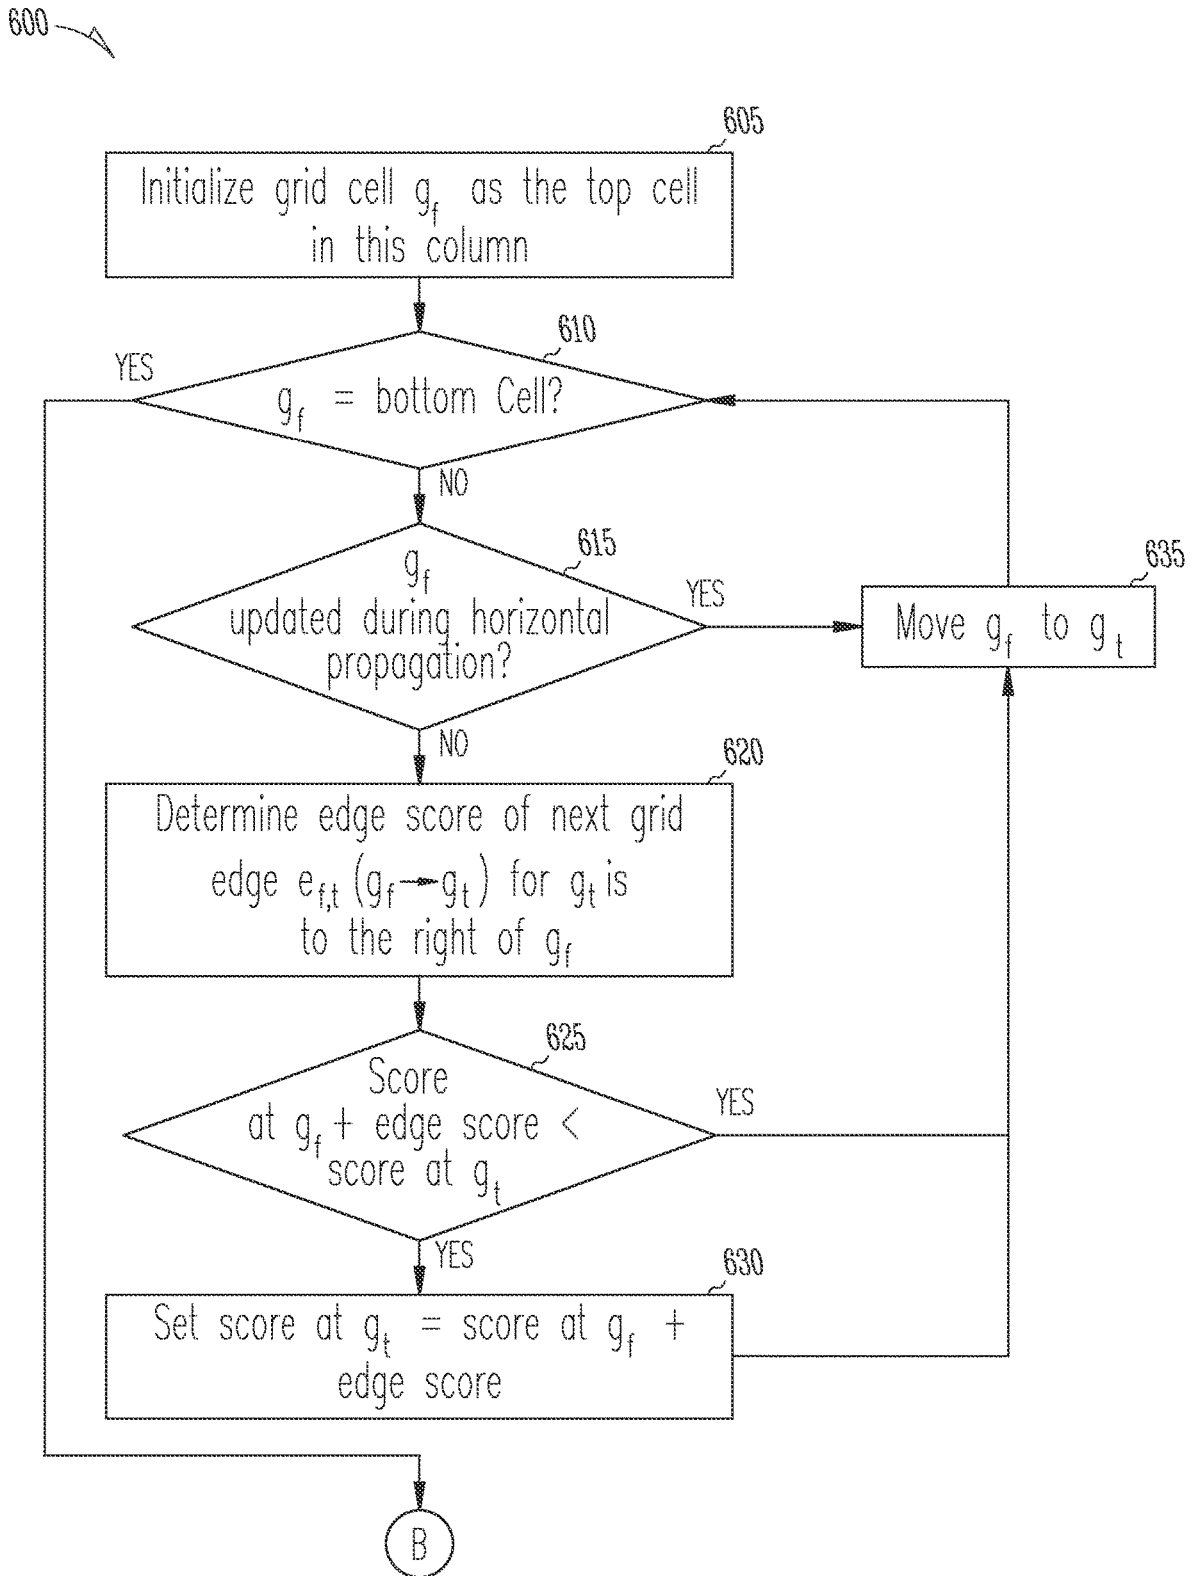 600
605
Initialize grid cell g_f as the top cell
in this column
610
YES
g_f = bottom Cell?
NO
615
g_f
updated during horizontal
propagation?
YES
635
Move g_f to g_t
NO
620
Determine edge score of next grid
edge e_f,t (g_f → g_t) for g_t is
to the right of g_f
625
Score
at g_f + edge score <
score at g_t
YES
YES
630
Set score at g_t = score at g_f +
edge score
B